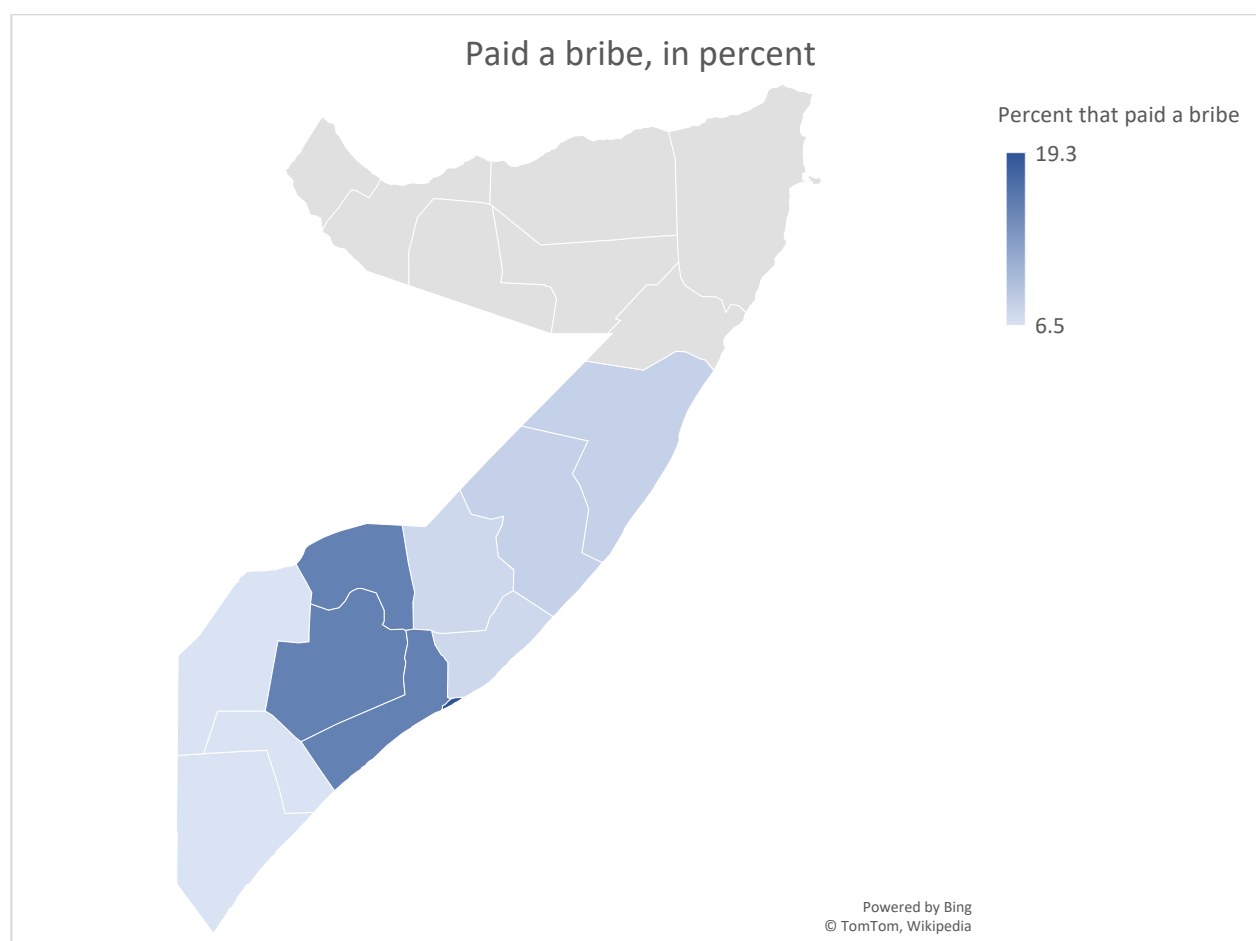 Paid a bribe, in percent
Percent that paid a bribe
19.3
6.5
Powered by Bing
© TomTom, Wikipedia